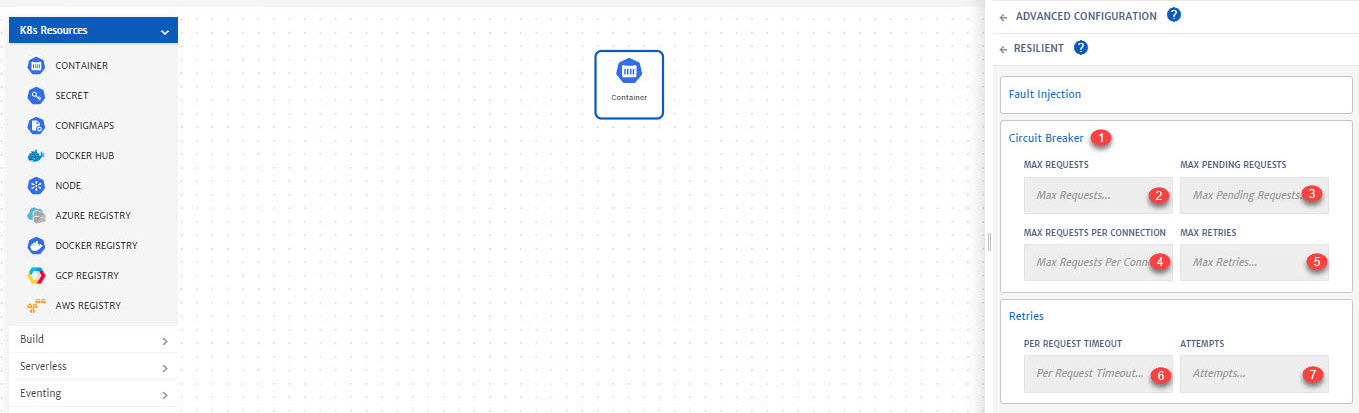 K8s Resources
CONTAINER
SECRET
CONFIGMAPS
DOCKER HUB
NODE
AZURE REGISTRY
DOCKER REGISTRY
GCP REGISTRY
AWS REGISTRY
Build
Serverless
Eventing
Container
ADVANCED CONFIGURATION ?
RESILIENT ?
Fault Injection
Circuit Breaker 1
MAX REQUESTS MAX PENDING REQUESTS
Max Requests... 2 Max Pending Requests. 3
MAX REQUESTS PER CONNECTION MAX RETRIES
Max Requests Per Conn 4 Max Retries... 5
Retries
PER REQUEST TIMEOUT ATTEMPTS
Per Request Timeout... 6 Attempts... 7